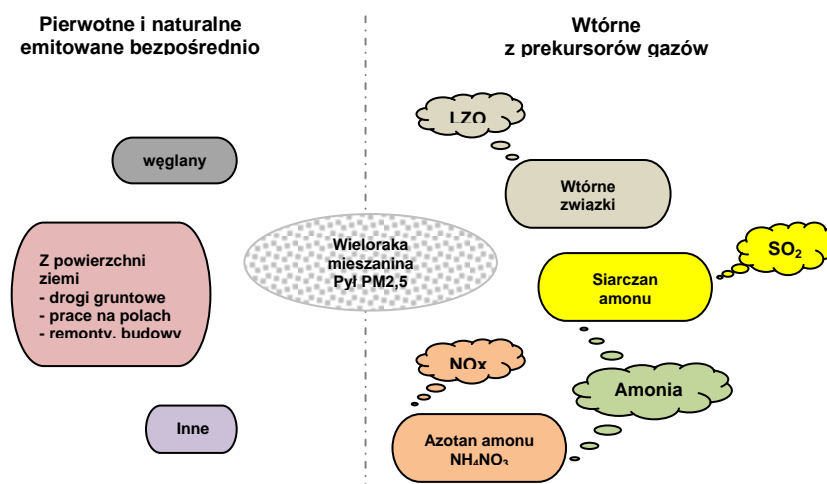 Pierwotne i naturalne
emitowane bezpośrednio
Wtórne
z prekursorów gazów
węglany
Z powierzchni
ziemi
- drogi gruntowe
- prace na polach
- remonty, budowy
Inne
Wieloraka
mieszanina
Pył PM2,5
LZO
Wtórne
związki
SO₂
Siarczan
amonu
NOx
Amonia
Azotan amonu
NH₄NO₃